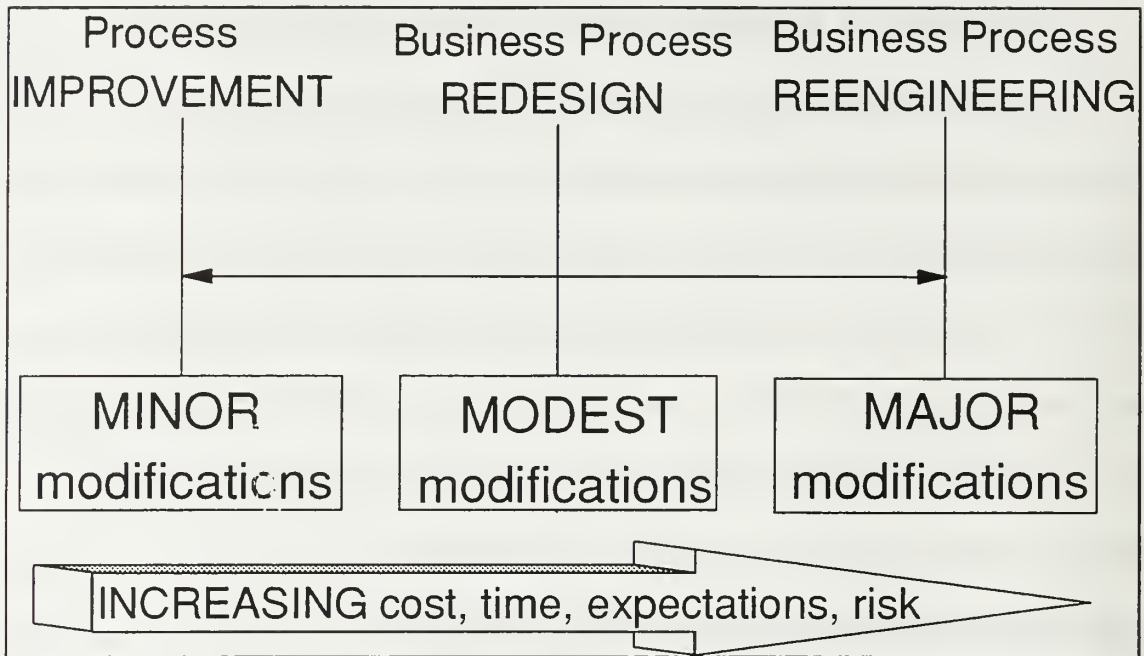 Process
IMPROVEMENT
Business Process
REDESIGN
Business Process
REENGINEERING
MINOR
modifications
MODEST
modifications
MAJOR
modifications
INCREASING cost, time, expectations, risk